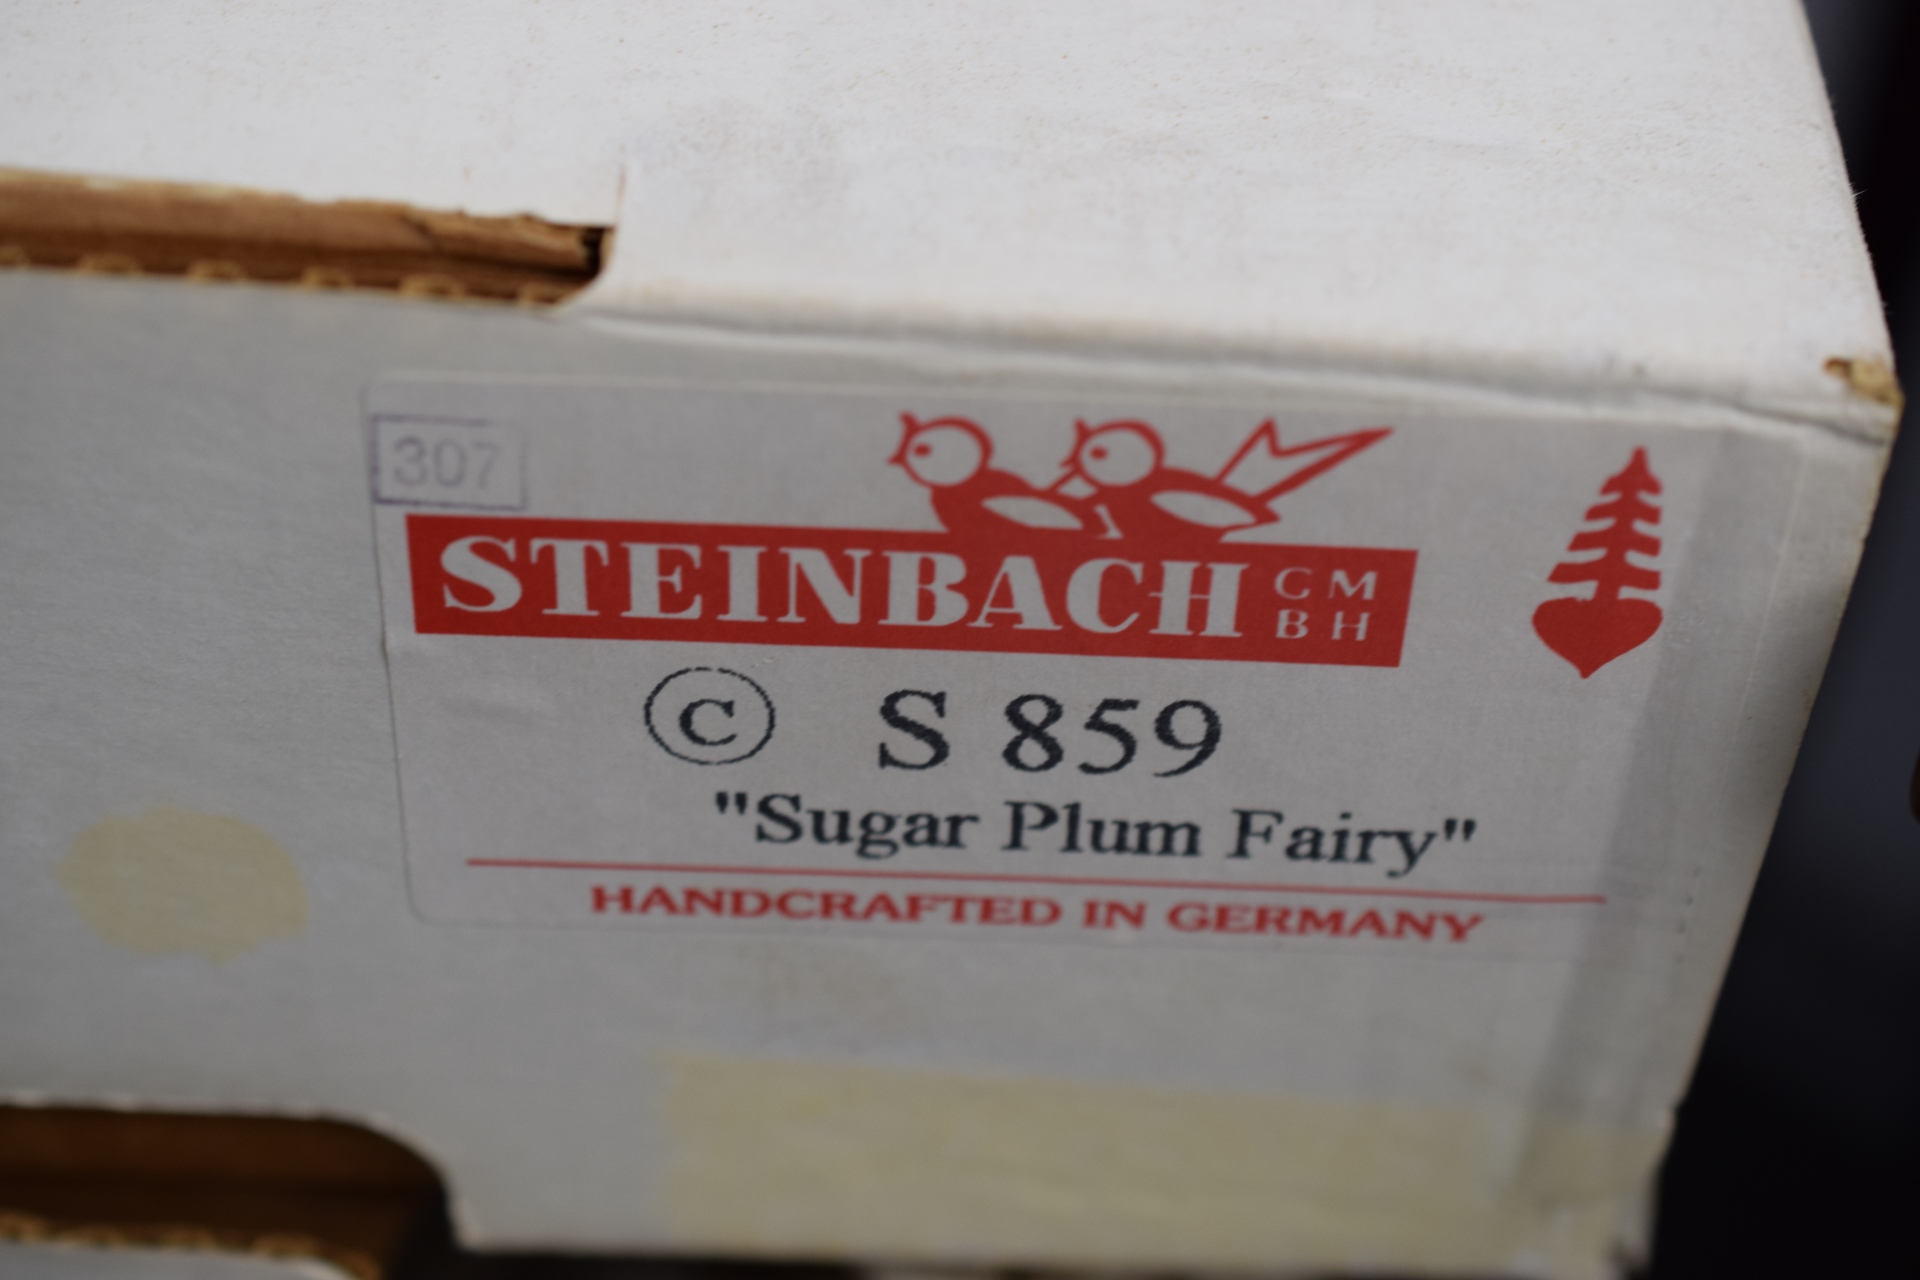 307
STEINBACH GMBH
© S 859
"Sugar Plum Fairy"
HANDCRAFTED IN GERMANY